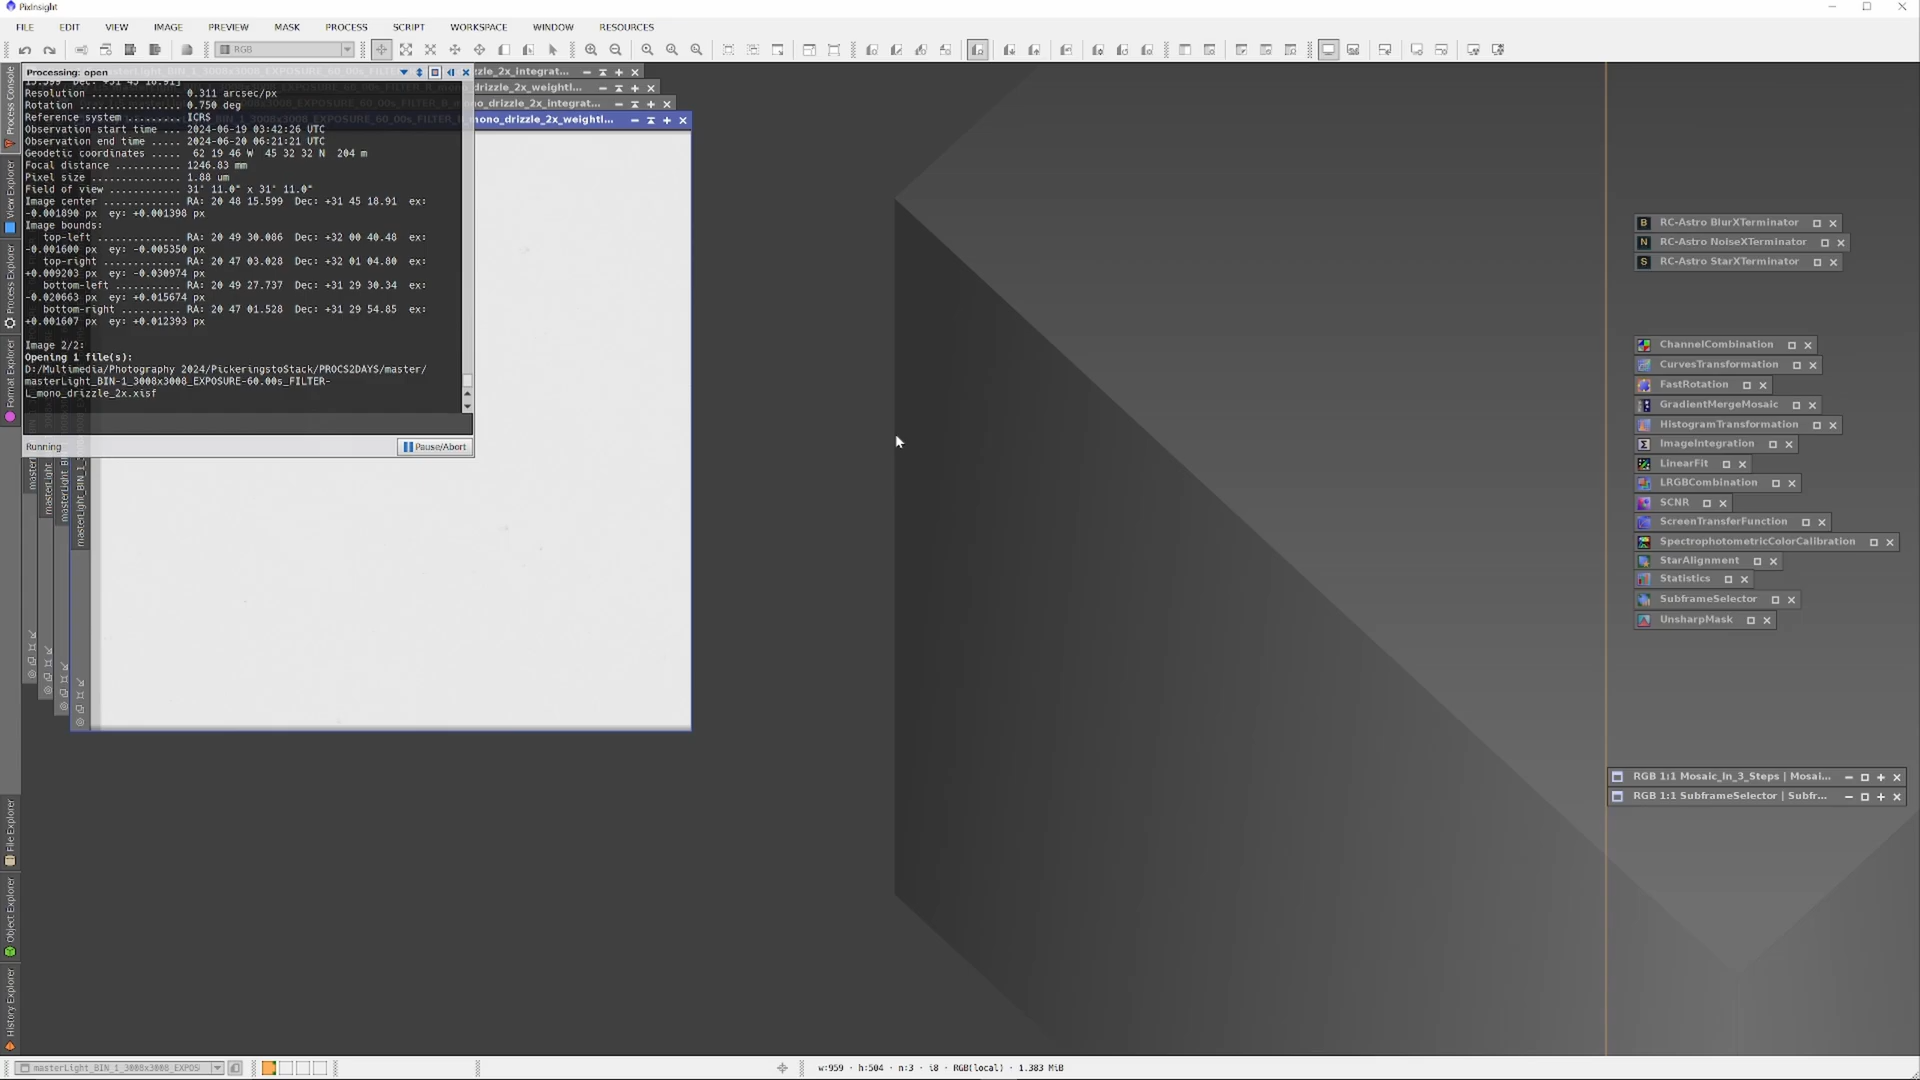 PixInsight
FILE EDIT VIEW IMAGE PREVIEW MASK PROCESS SCRIPT WORKSPACE WINDOW RESOURCES
RGB
Processing: open
zle_2x_integrat...
drizzle_2x_weightl...
mono_drizzle_2x_integrat...
mono_drizzle_2x_weightl...
Resolution ............... 0.311 arcsec/px
Rotation ................. 0.750 deg
Reference system ......... ICRS
Observation start time ... 2024-06-19 03:42:26 UTC
Observation end time ..... 2024-06-20 06:21:21 UTC
Geodetic coordinates ..... 62 19 46 W 45 32 32 N 204 m
Focal distance ........... 1246.83 mm
Pixel size ............... 1.88 um
Field of view ............ 31' 11.0" x 31' 11.0"
Image center ............. RA: 20 48 15.599 Dec: +31 45 18.91 ex:
-0.001890 px ey: +0.001398 px
Image bounds:
top-left .............. RA: 20 49 30.086 Dec: +32 00 40.48 ex:
-0.001600 px ey: -0.005350 px
top-right ............. RA: 20 47 03.028 Dec: +32 01 04.80 ex:
+0.009203 px ey: -0.030974 px
bottom-left ........... RA: 20 49 27.737 Dec: +31 29 30.34 ex:
-0.020663 px ey: +0.015674 px
bottom-right .......... RA: 20 47 01.528 Dec: +31 29 54.85 ex:
+0.001607 px ey: +0.012393 px
Image 2/2:
Opening 1 file(s):
D:/Multimedia/Photography 2024/PickeringstoStack/PROCS2DAYS/master/
masterLight_BIN-1_3008x3008_EXPOSURE-60.00s_FILTER-
L_mono_drizzle_2x.xisf
Running
Pause/Abort
Process Console
View Explorer
Process Explorer
Format Explorer
File Explorer
Object Explorer
History Explorer
masterLight_BIN_1
RC-Astro BlurXTerminator
RC-Astro NoiseXTerminator
RC-Astro StarXTerminator
ChannelCombination
CurvesTransformation
FastRotation
GradientMergeMosaic
HistogramTransformation
ImageIntegration
LinearFit
LRGBCombination
SCNR
ScreenTransferFunction
SpectrophotometricColorCalibration
StarAlignment
Statistics
SubframeSelector
UnsharpMask
RGB 1:1 Mosaic_In_3_Steps | Mosai...
RGB 1:1 SubframeSelector | Subfr...
masterLight_BIN_1_3008x3008_EXPOS
w:959 · h:504 · n:3 · i8 · RGB(local) · 1.383 MiB